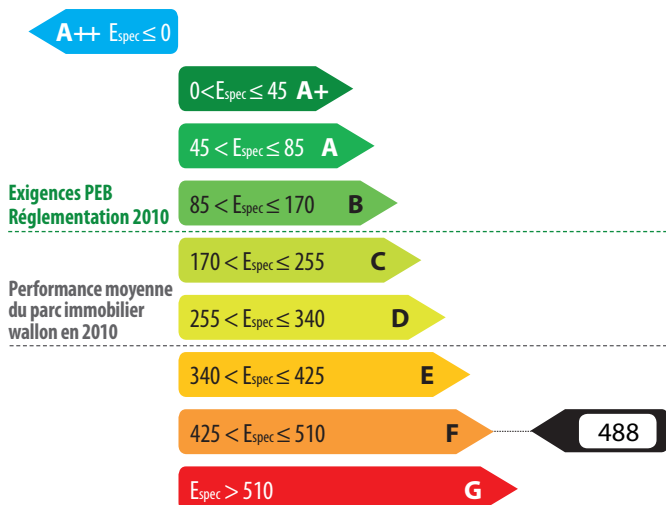 A++ Espec ≤ 0
0<Espec ≤ 45 A+
45 < Espec ≤ 85 A
Exigences PEB
Réglementation 2010
85 < Espec ≤ 170 B
170 < Espec ≤ 255 C
Performance moyenne
du parc immobilier
wallon en 2010
255 < Espec ≤ 340 D
340 < Espec ≤ 425 E
425 < Espec ≤ 510 F 488
Espec > 510 G